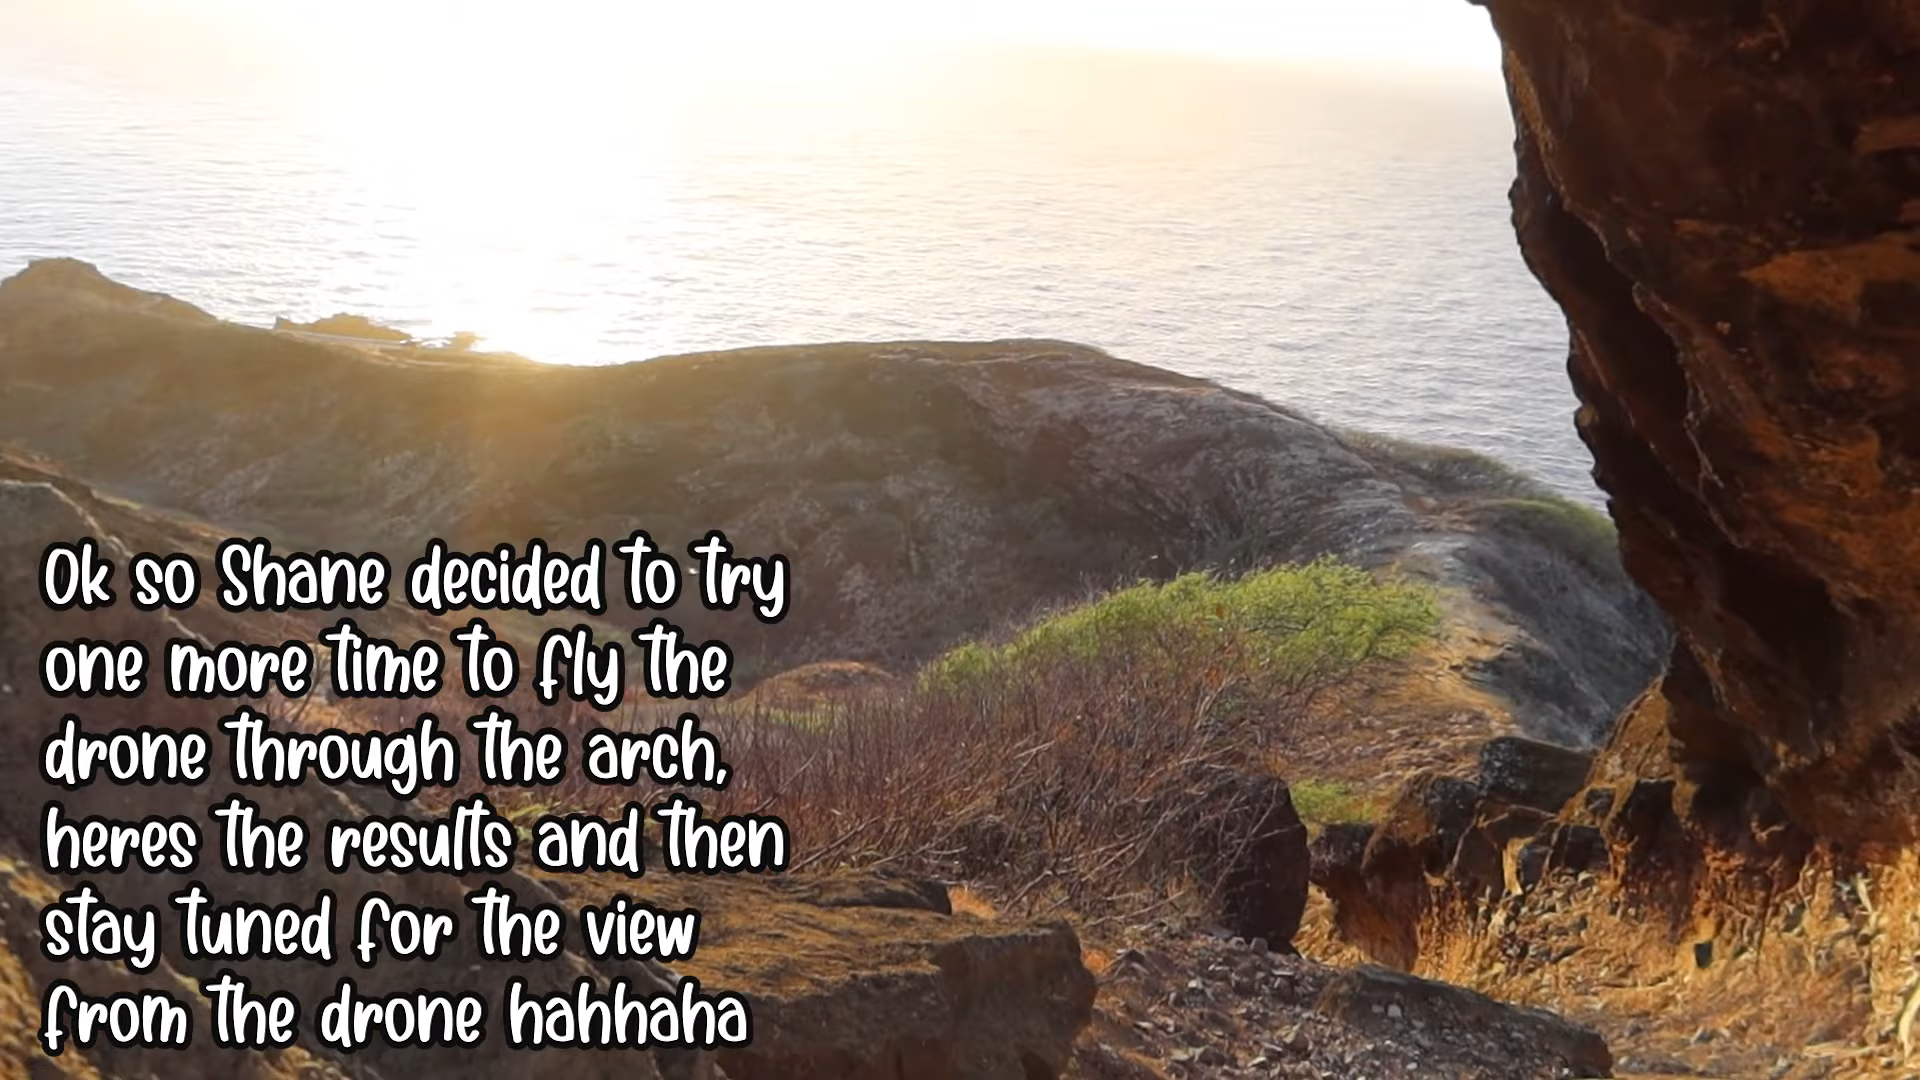 Ok so Shane decided to try
one more time to fly the
drone through the arch,
heres the results and then
stay tuned for the view
from the drone hahhaha